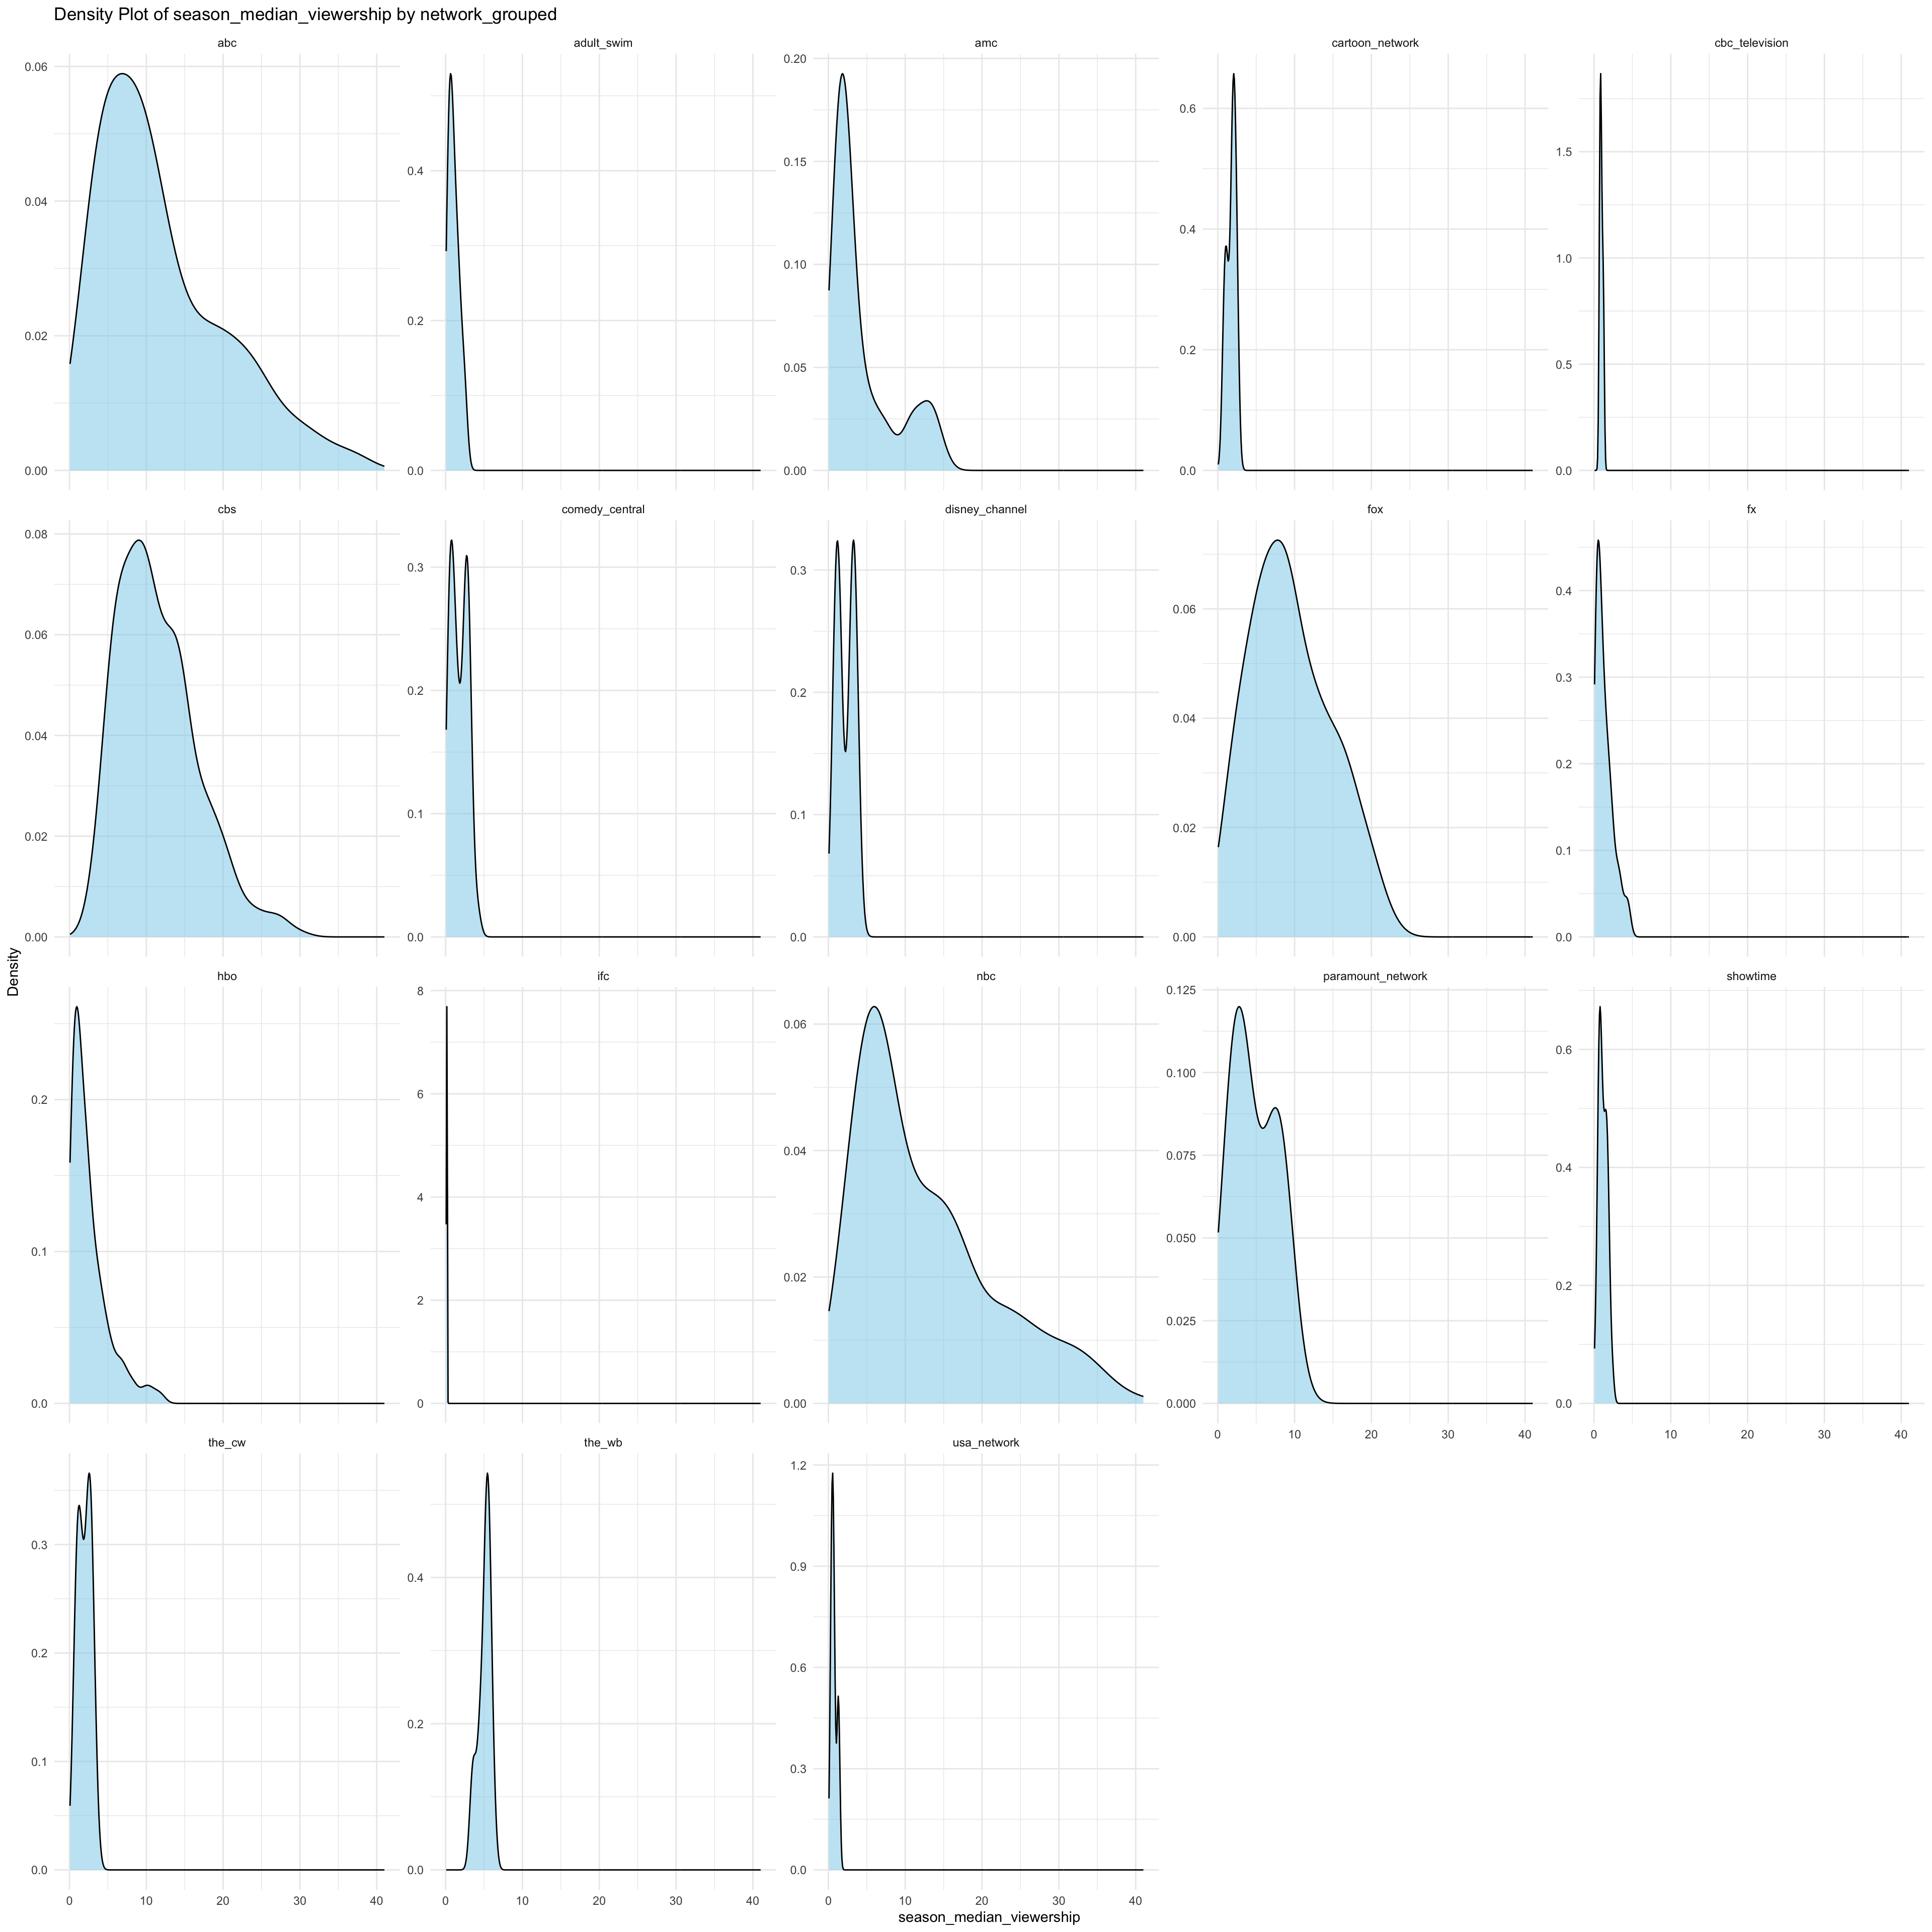 Density Plot of season_median_viewership by network_grouped
abc
adult_swim
amc
cartoon_network
cbc_television
0.06
0.04
0.02
0.00
0.4
0.2
0.0
0.20
0.15
0.10
0.05
0.00
0.6
0.4
0.2
0.0
1.5
1.0
0.5
0.0
cbs
comedy_central
disney_channel
fox
fx
0.08
0.06
0.04
0.02
0.00
0.3
0.2
0.1
0.0
0.3
0.2
0.1
0.0
0.06
0.04
0.02
0.00
0.4
0.3
0.2
0.1
0.0
Density
hbo
ifc
nbc
paramount_network
showtime
0.2
0.1
0.0
8
6
4
2
0
0.06
0.04
0.02
0.00
0.125
0.100
0.075
0.050
0.025
0.000
0.6
0.4
0.2
0.0
0 10 20 30 40
0 10 20 30 40
the_cw
the_wb
usa_network
0.3
0.2
0.1
0.0
0.4
0.2
0.0
1.2
0.9
0.6
0.3
0.0
0 10 20 30 40
0 10 20 30 40
0 10 20 30 40
season_median_viewership